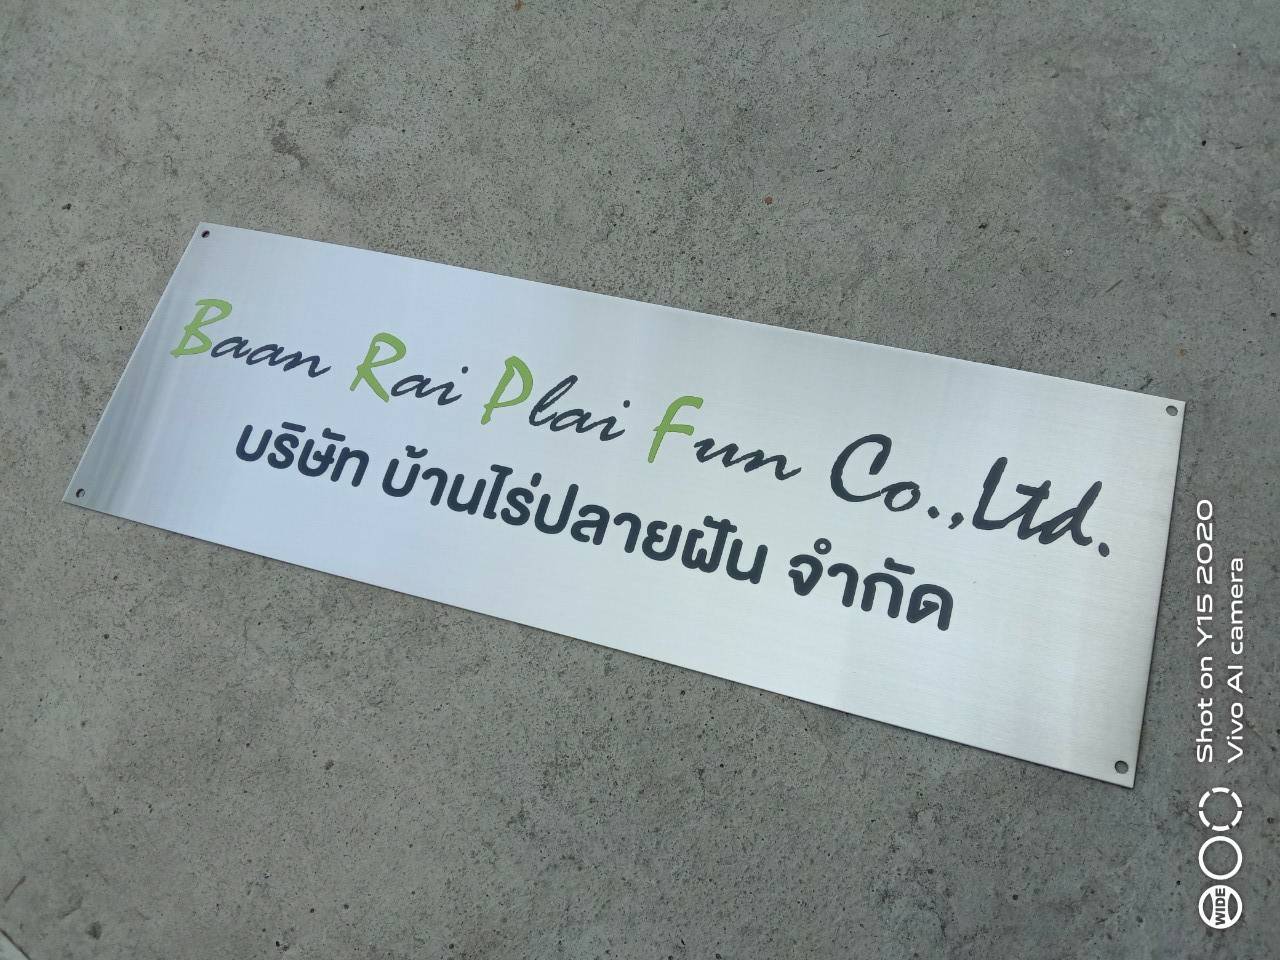 Baan Rai Plai Fun Co.,Ltd.
บริษัท บ้านไร่ปลายฝัน จำกัด
Shot on Y15 2020
Vivo AI camera
WIDE